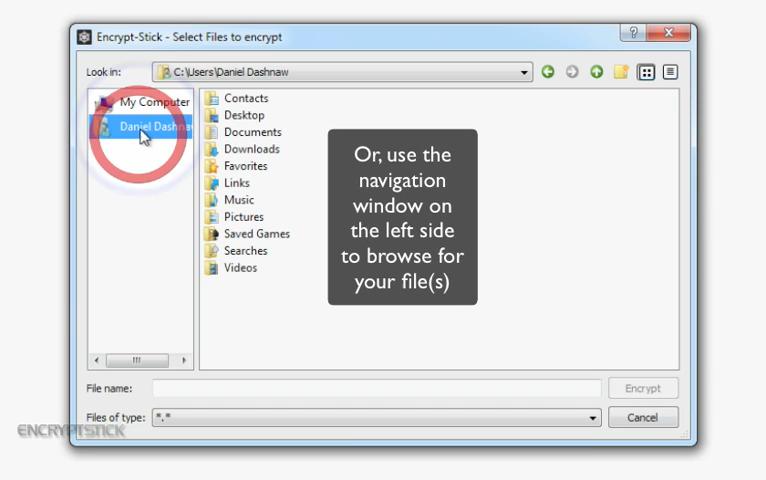 Encrypt-Stick - Select Files to encrypt
Look in: C:\Users\Daniel Dashnaw
My Computer
Daniel Dashnaw
Contacts
Desktop
Documents
Downloads
Favorites
Links
Music
Pictures
Saved Games
Searches
Videos
Or, use the
navigation
window on
the left side
to browse for
your file(s)
File name:
Encrypt
Files of type: *.*
Cancel
ENCRYPTSTICK